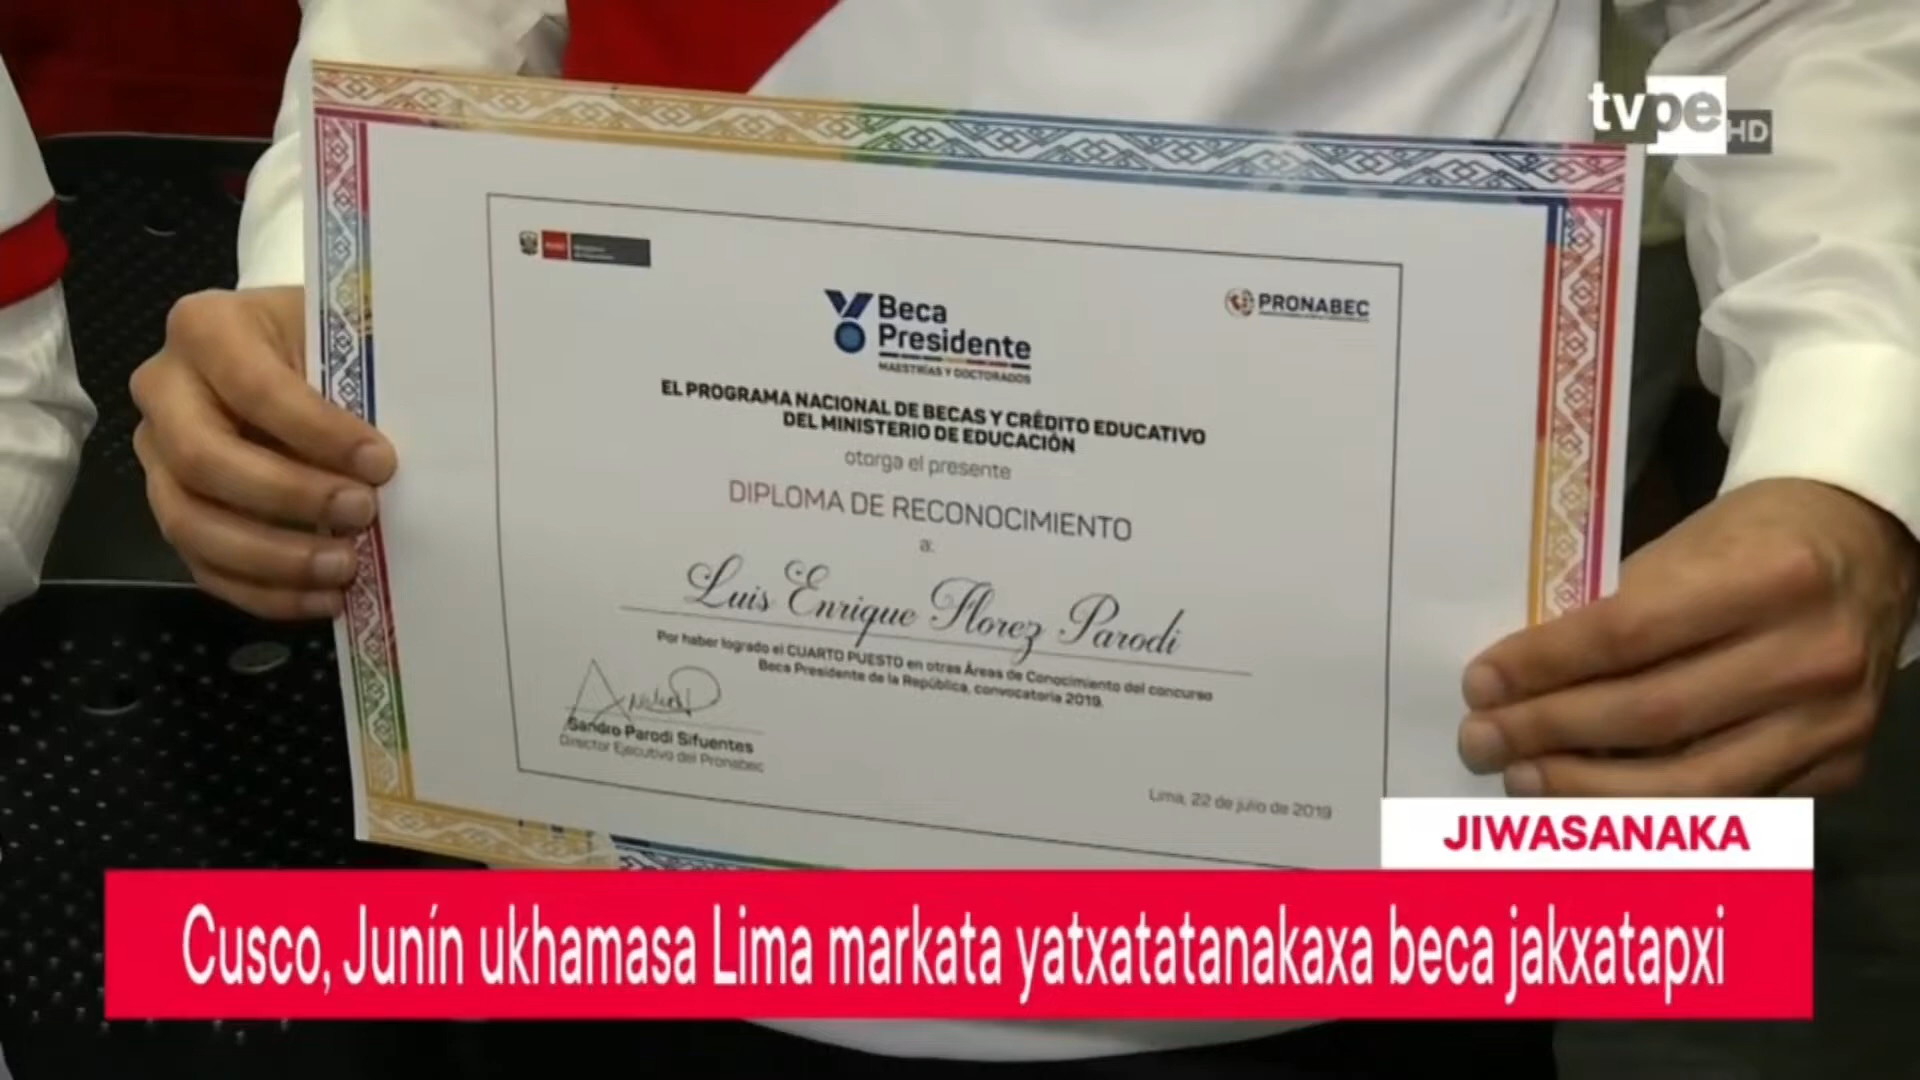 tvpe HD
Beca
Presidente
MAESTRÍAS Y DOCTORADOS
PRONABEC
EL PROGRAMA NACIONAL DE BECAS Y CRÉDITO EDUCATIVO
DEL MINISTERIO DE EDUCACIÓN
otorga el presente
DIPLOMA DE RECONOCIMIENTO
a:
Luis Enrique Florez Parodi
Por haber logrado el CUARTO PUESTO en otras Áreas de Conocimiento del concurso
Beca Presidente de la República, convocatoria 2019.
Sandro Parodi Sifuentes
Director Ejecutivo del Pronabec
Lima, 22 de julio de 2019
JIWASANAKA
Cusco, Junín ukhamasa Lima markata yatxatatanakaxa beca jakxatapxi